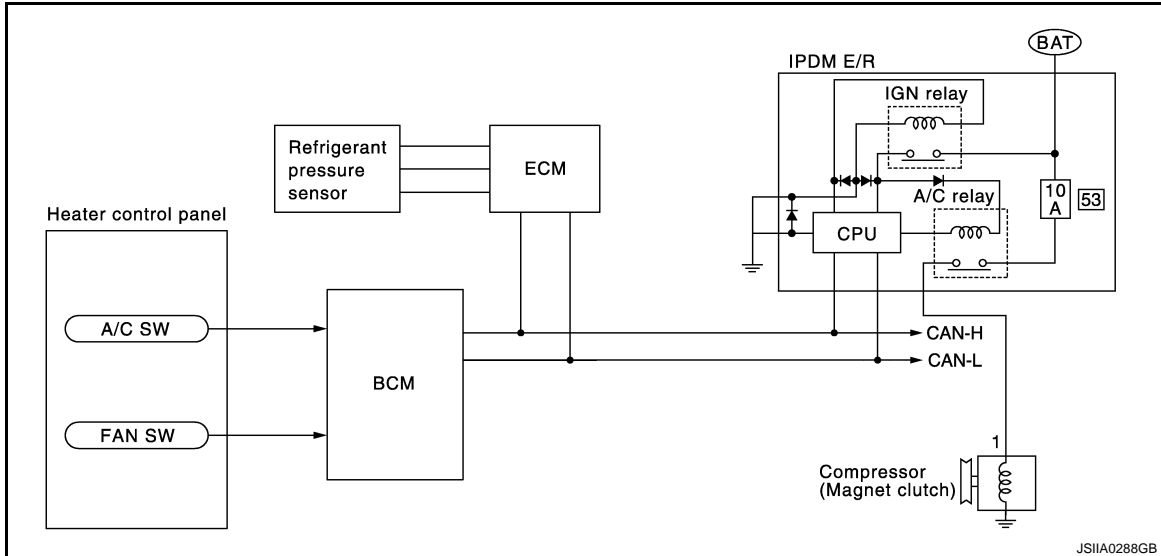 BAT
IPDM E/R
IGN relay
Refrigerant
pressure
sensor
ECM
A/C relay
10
A
53
CPU
Heater control panel
A/C SW
FAN SW
BCM
CAN-H
CAN-L
1
Compressor
(Magnet clutch)
JSIIA0288GB